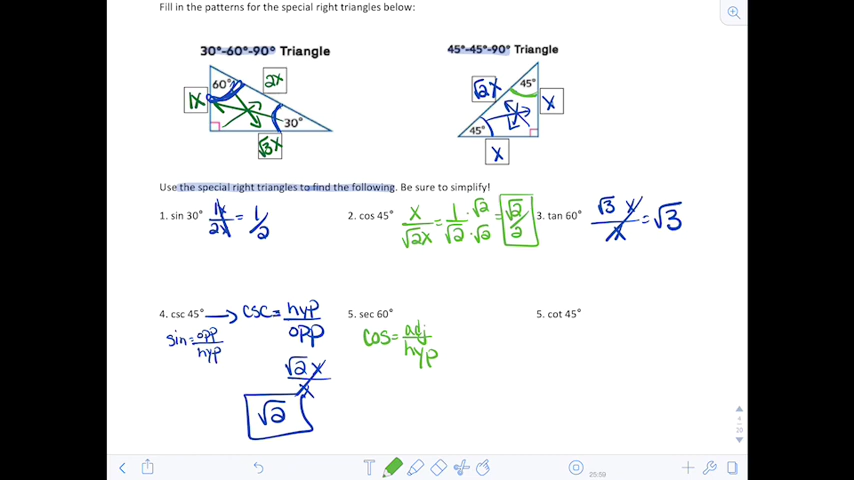 Fill in the patterns for the special right triangles below:
30°-60°-90° Triangle
45°-45°-90° Triangle
60°
2x
1x
30°
√3x
45°
√2x
x
45°
x
Use the special right triangles to find the following. Be sure to simplify!
1. sin 30° 1x/2x = 1/2
2. cos 45° x/√2x = 1/√2 · √2/√2 = √2/2
3. tan 60° √3 x/x = √3
4. csc 45° → csc = hyp/opp
sin = opp/hyp
√2 x/x
√2
5. sec 60°
cos = adj/hyp
5. cot 45°
T
25:59
4
20